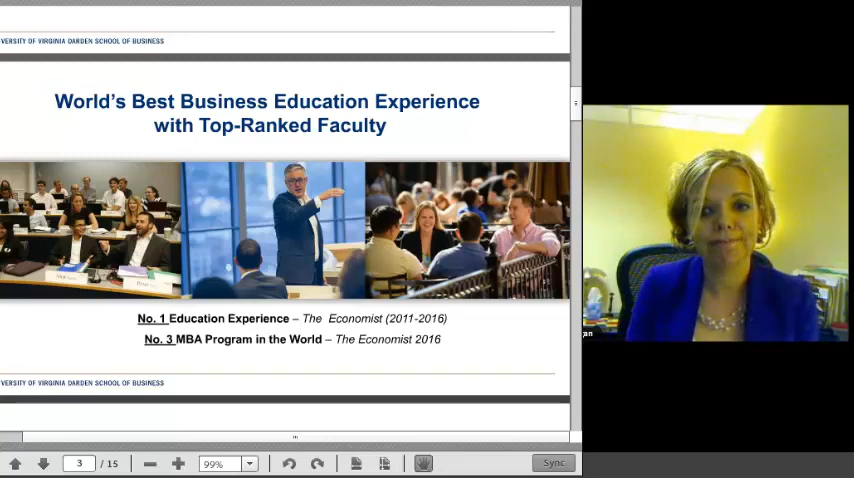 VERSITY OF VIRGINIA DARDEN SCHOOL OF BUSINESS
World's Best Business Education Experience
with Top-Ranked Faculty
No. 1 Education Experience – The Economist (2011-2016)
No. 3 MBA Program in the World – The Economist 2016
VERSITY OF VIRGINIA DARDEN SCHOOL OF BUSINESS
3 / 15
99%
Sync